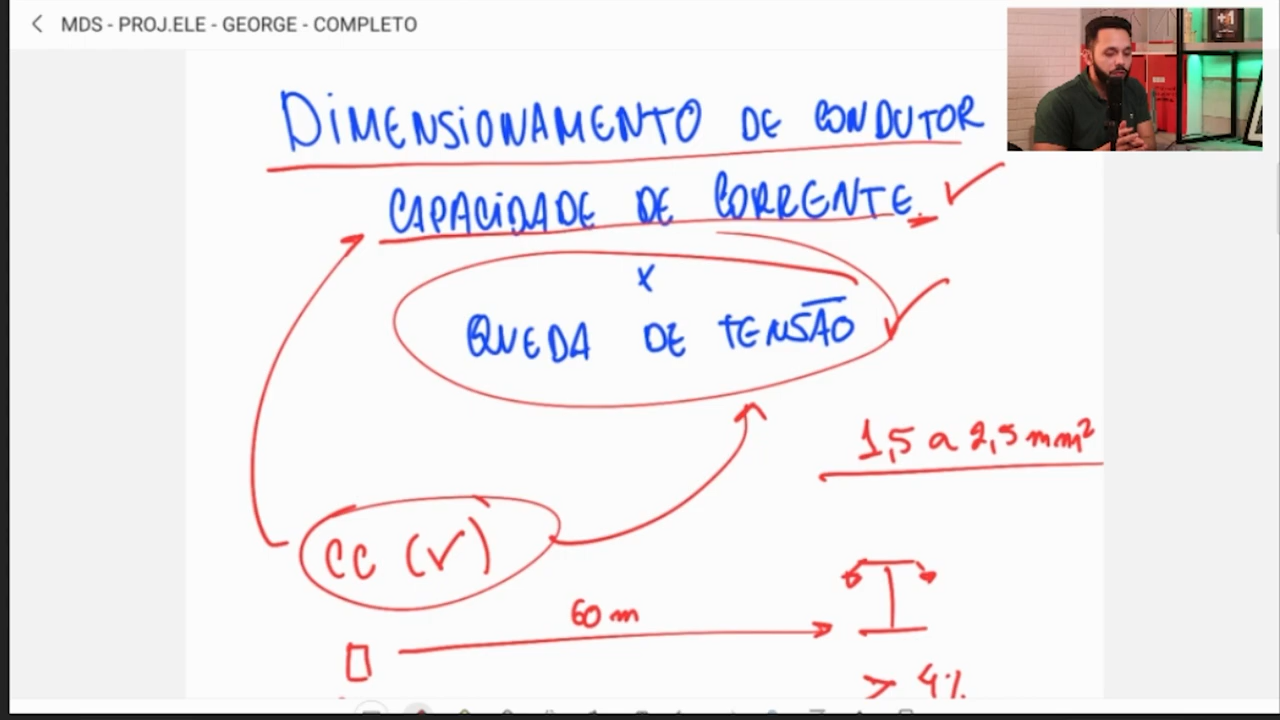 MDS - PROJ.ELE - GEORGE - COMPLETO
DIMENSIONAMENTO DE CONDUTOR
CAPACIDADE DE CORRENTE.
X
QUEDA DE TENSÃO
1,5 a 2,5 mm²
CC (✓)
60 m
> 4%